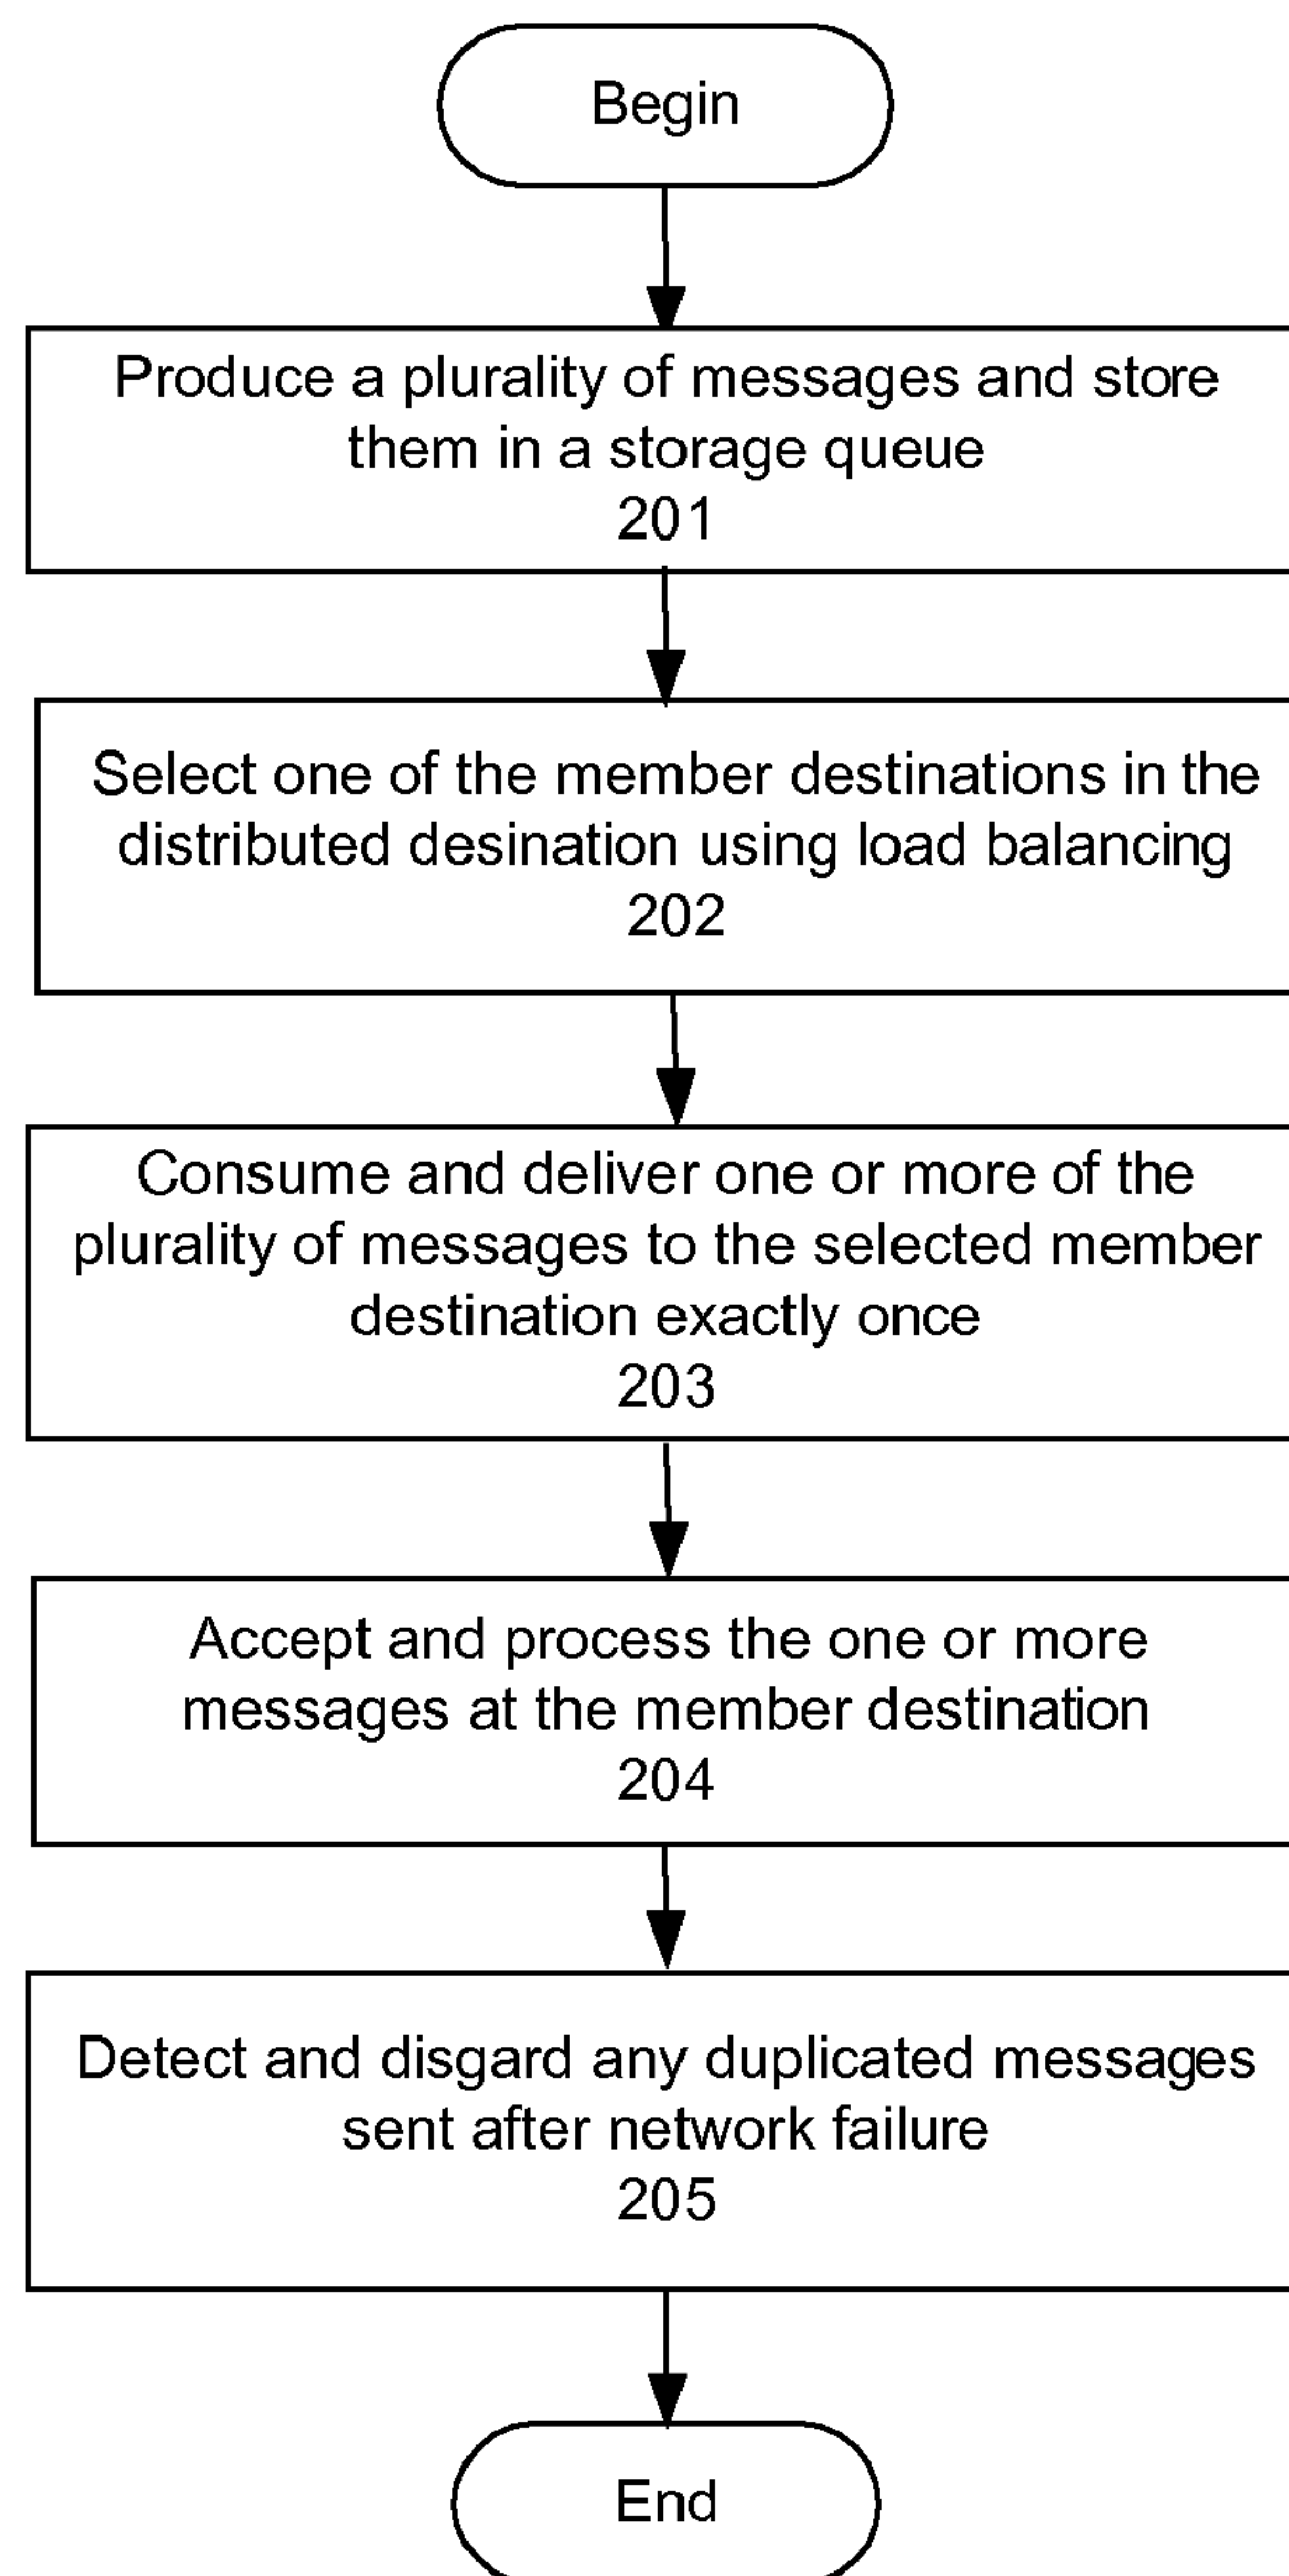 Begin
Produce a plurality of messages and store
them in a storage queue
201
Select one of the member destinations in the
distributed desination using load balancing
202
Consume and deliver one or more of the
plurality of messages to the selected member
destination exactly once
203
Accept and process the one or more
messages at the member destination
204
Detect and disgard any duplicated messages
sent after network failure
205
End